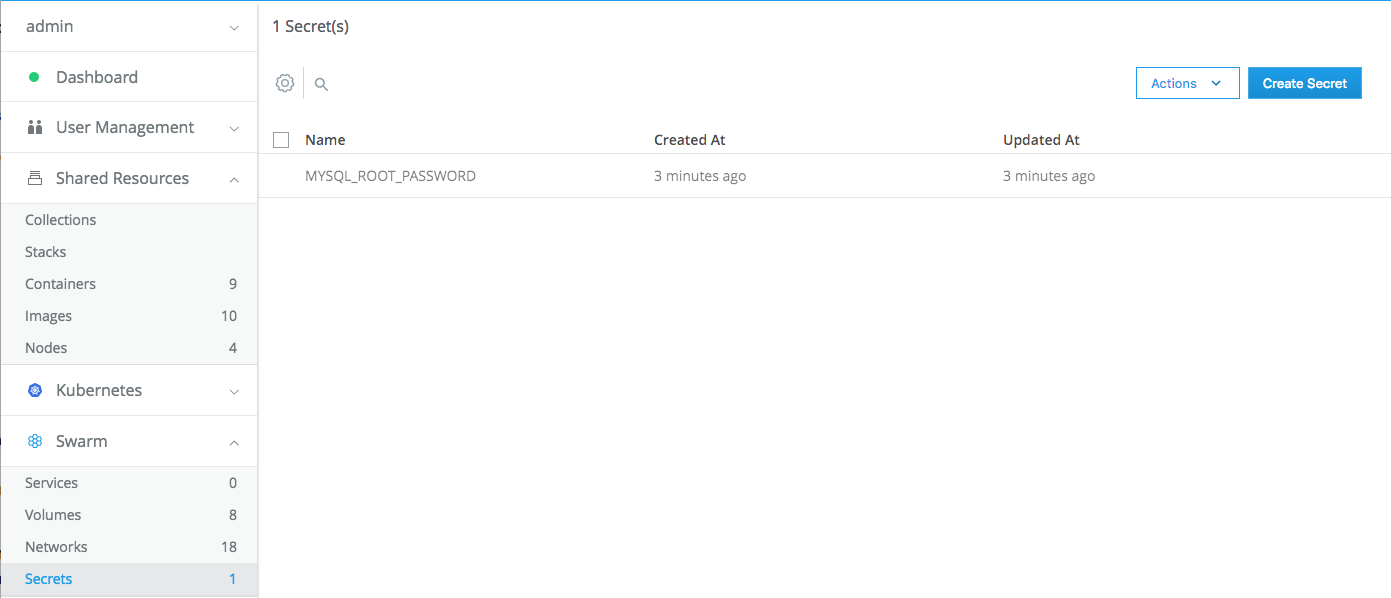 admin
Dashboard
User Management
Shared Resources
Collections
Stacks
Containers 9
Images 10
Nodes 4
Kubernetes
Swarm
Services 0
Volumes 8
Networks 18
Secrets 1
1 Secret(s)
Actions Create Secret
Name Created At Updated At
MYSQL_ROOT_PASSWORD 3 minutes ago 3 minutes ago